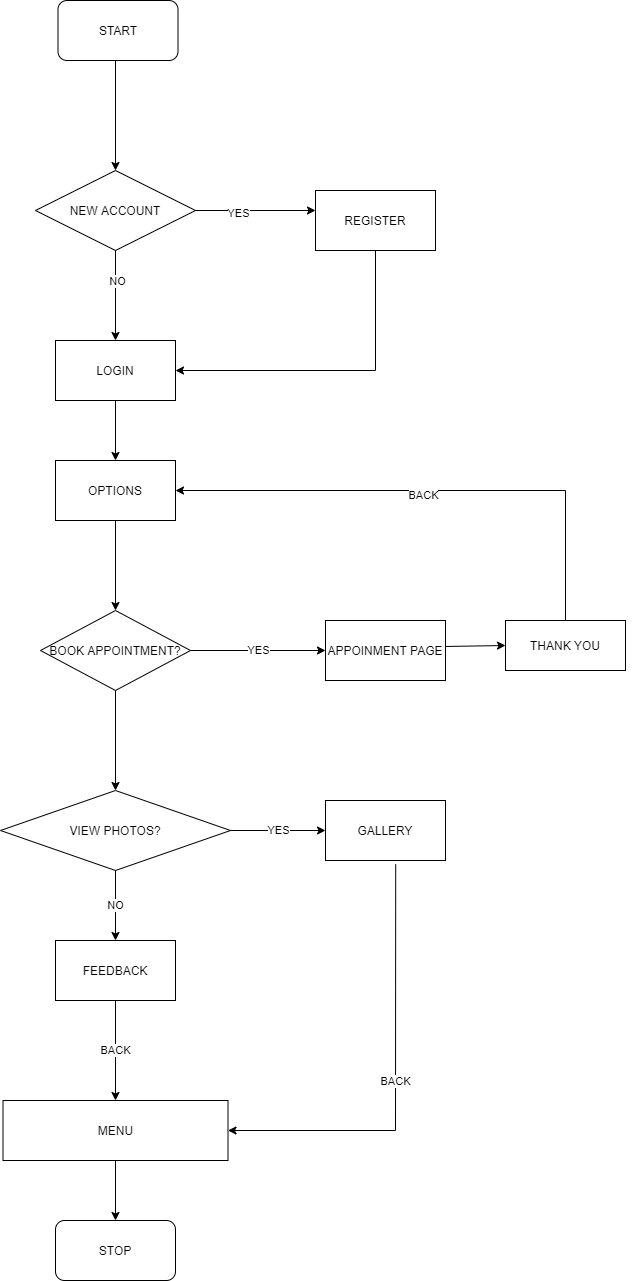 START
NEW ACCOUNT
YES
REGISTER
NO
LOGIN
OPTIONS
BACK
BOOK APPOINTMENT?
YES
APPOINMENT PAGE
THANK YOU
VIEW PHOTOS?
YES
GALLERY
NO
FEEDBACK
BACK
BACK
MENU
STOP